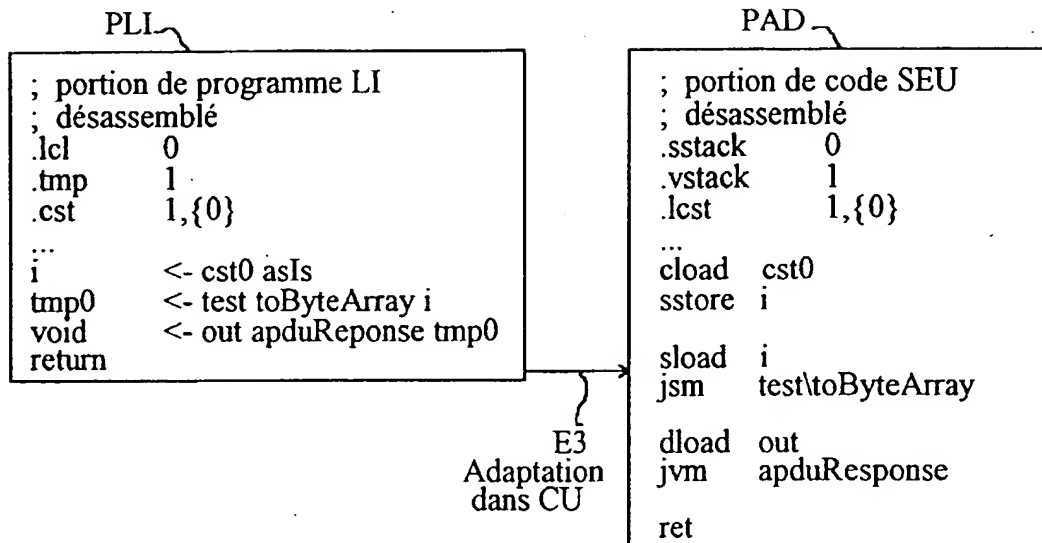 PLI
; portion de programme LI
; désassemblé
.lcl 0
.tmp 1
.cst 1,{0}
...
i <- cst0 asIs
tmp0 <- test toByteArray i
void <- out apduReponse tmp0
return
E3
Adaptation
dans CU
PAD
; portion de code SEU
; désassemblé
.sstack 0
.vstack 1
.lcst 1,{0}
...
cload cst0
sstore i
sload i
jsm test\toByteArray
dload out
jvm apduResponse
ret